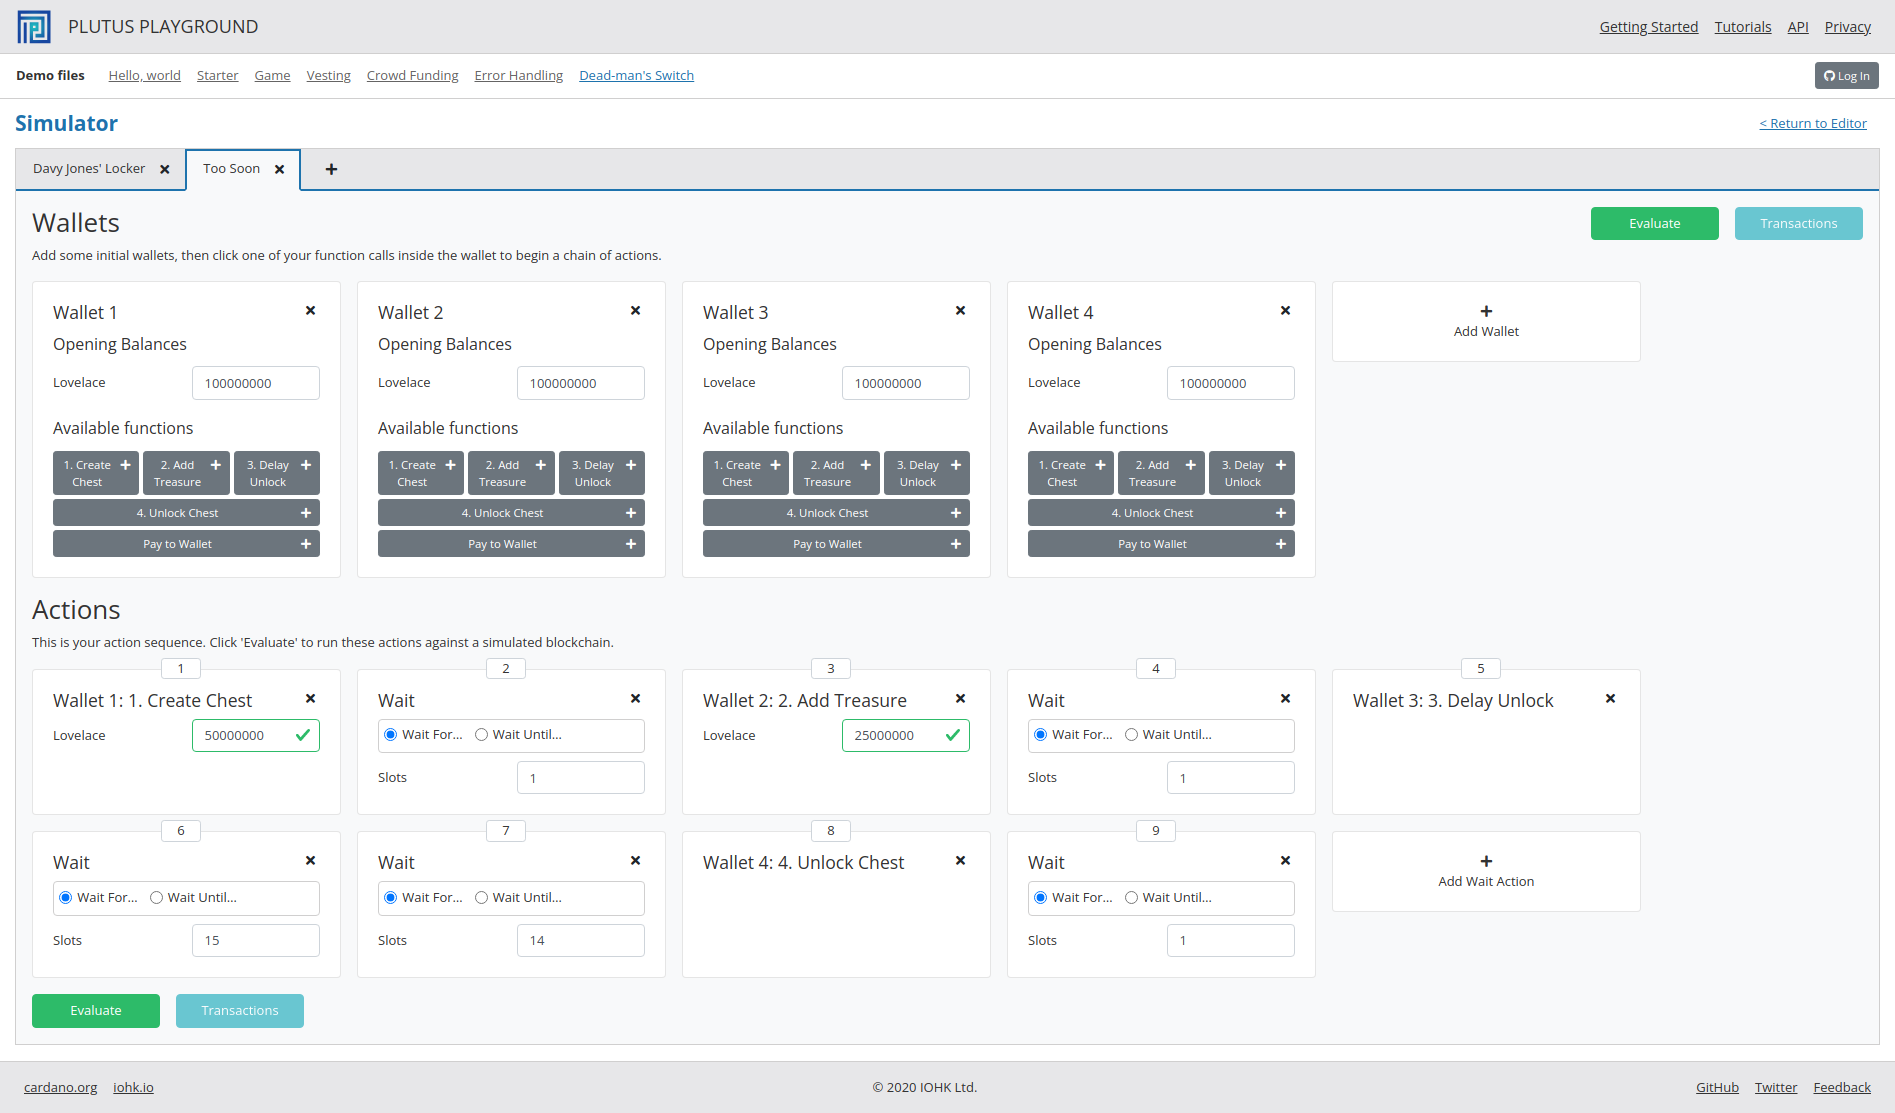 PLUTUS PLAYGROUND
Getting Started Tutorials API Privacy
Demo files Hello, world Starter Game Vesting Crowd Funding Error Handling Dead-man's Switch
Log In
Simulator
< Return to Editor
Davy Jones' Locker
Too Soon
Wallets
Evaluate
Transactions
Add some initial wallets, then click one of your function calls inside the wallet to begin a chain of actions.
Wallet 1
Opening Balances
Lovelace 100000000
Available functions
1. Create Chest
2. Add Treasure
3. Delay Unlock
4. Unlock Chest
Pay to Wallet
Wallet 2
Opening Balances
Lovelace 100000000
Available functions
1. Create Chest
2. Add Treasure
3. Delay Unlock
4. Unlock Chest
Pay to Wallet
Wallet 3
Opening Balances
Lovelace 100000000
Available functions
1. Create Chest
2. Add Treasure
3. Delay Unlock
4. Unlock Chest
Pay to Wallet
Wallet 4
Opening Balances
Lovelace 100000000
Available functions
1. Create Chest
2. Add Treasure
3. Delay Unlock
4. Unlock Chest
Pay to Wallet
Add Wallet
Actions
This is your action sequence. Click 'Evaluate' to run these actions against a simulated blockchain.
1
Wallet 1: 1. Create Chest
Lovelace 50000000
2
Wait
Wait For... Wait Until...
Slots 1
3
Wallet 2: 2. Add Treasure
Lovelace 25000000
4
Wait
Wait For... Wait Until...
Slots 1
5
Wallet 3: 3. Delay Unlock
6
Wait
Wait For... Wait Until...
Slots 15
7
Wait
Wait For... Wait Until...
Slots 14
8
Wallet 4: 4. Unlock Chest
9
Wait
Wait For... Wait Until...
Slots 1
Add Wait Action
Evaluate
Transactions
cardano.org iohk.io
© 2020 IOHK Ltd.
GitHub Twitter Feedback